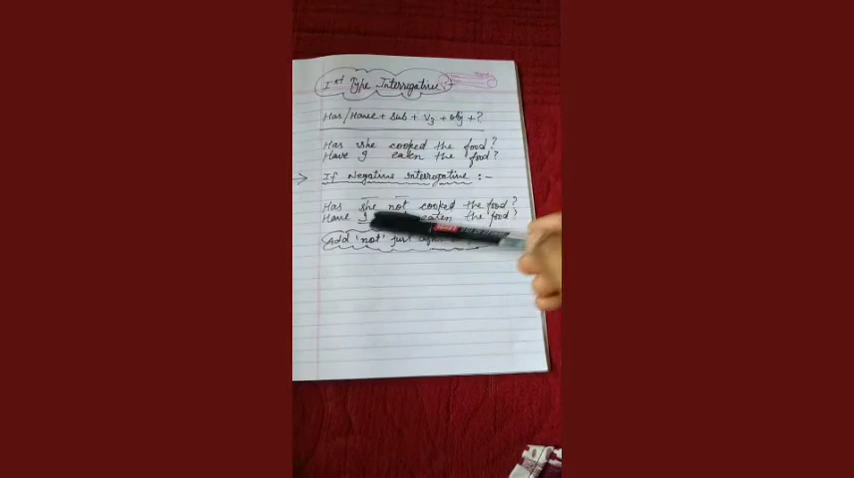 Ist Type Interrogative :-
Has/Have + sub + V3 + obj + ?
Has she cooked the food?
Have I eaten the food?
→ If Negative interrogative :-
Has she not cooked the food?
Have I eaten the food?
Add 'not' just